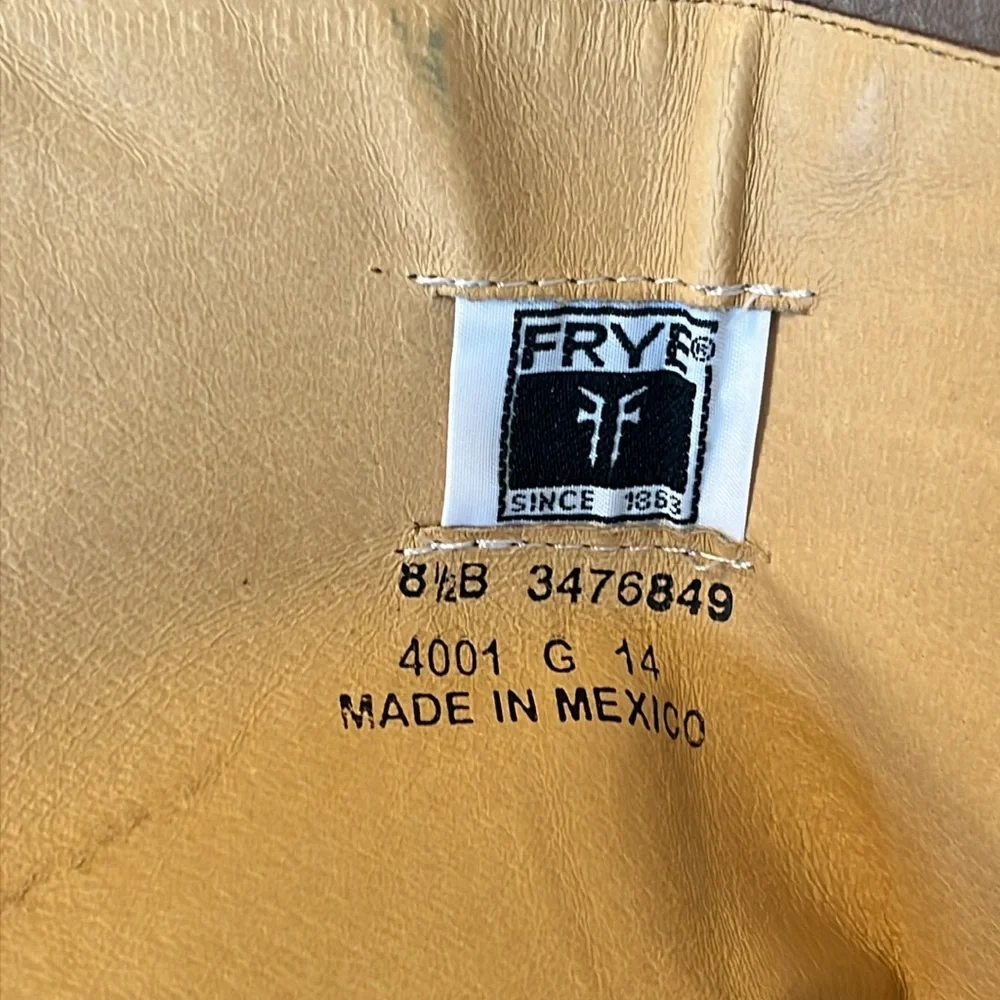 FRYE®
SINCE 1863
8½B 3476849
4001 G 14
MADE IN MEXICO